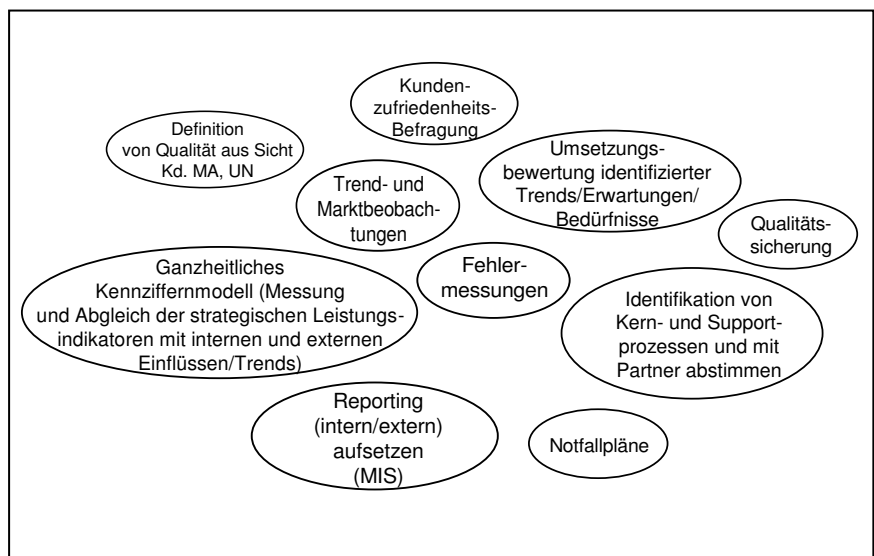 Kunden-
zufriedenheits-
Befragung
Definition
von Qualität aus Sicht
Kd. MA, UN
Umsetzungs-
bewertung identifizierter
Trends/Erwartungen/
Bedürfnisse
Trend- und
Marktbeobach-
tungen
Qualitäts-
sicherung
Ganzheitliches
Kennziffernmodell (Messung
und Abgleich der strategischen Leistungs-
indikatoren mit internen und externen
Einflüssen/Trends)
Fehler-
messungen
Identifikation von
Kern- und Support-
prozessen und mit
Partner abstimmen
Reporting
(intern/extern)
aufsetzen
(MIS)
Notfallpläne